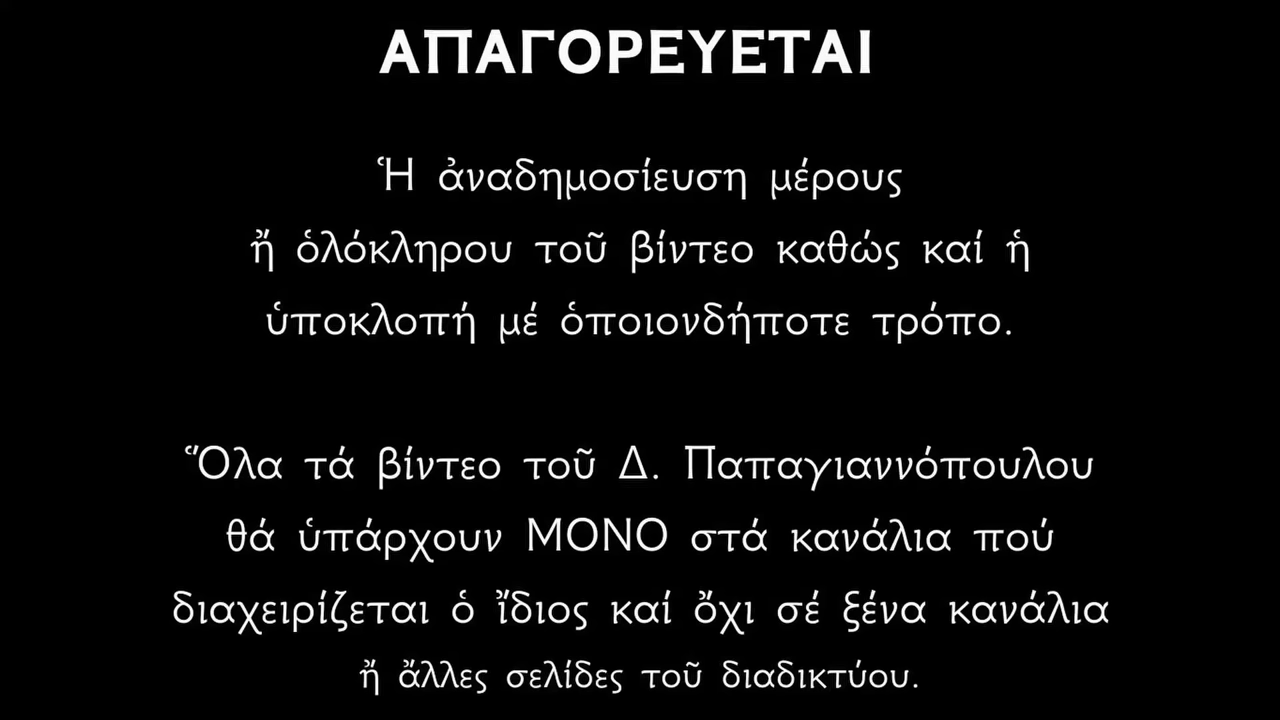 ΑΠΑΓΟΡΕΥΕΤΑΙ
Ἡ ἀναδημοσίευση μέρους
ἤ ὁλόκληρου τοῦ βίντεο καθώς καί ἡ
ὑποκλοπή μέ ὁποιονδήποτε τρόπο.
Ὅλα τά βίντεο τοῦ Δ. Παπαγιαννόπουλου
θά ὑπάρχουν ΜΟΝΟ στά κανάλια πού
διαχειρίζεται ὁ ἴδιος καί ὄχι σέ ξένα κανάλια
ἤ ἄλλες σελίδες τοῦ διαδικτύου.